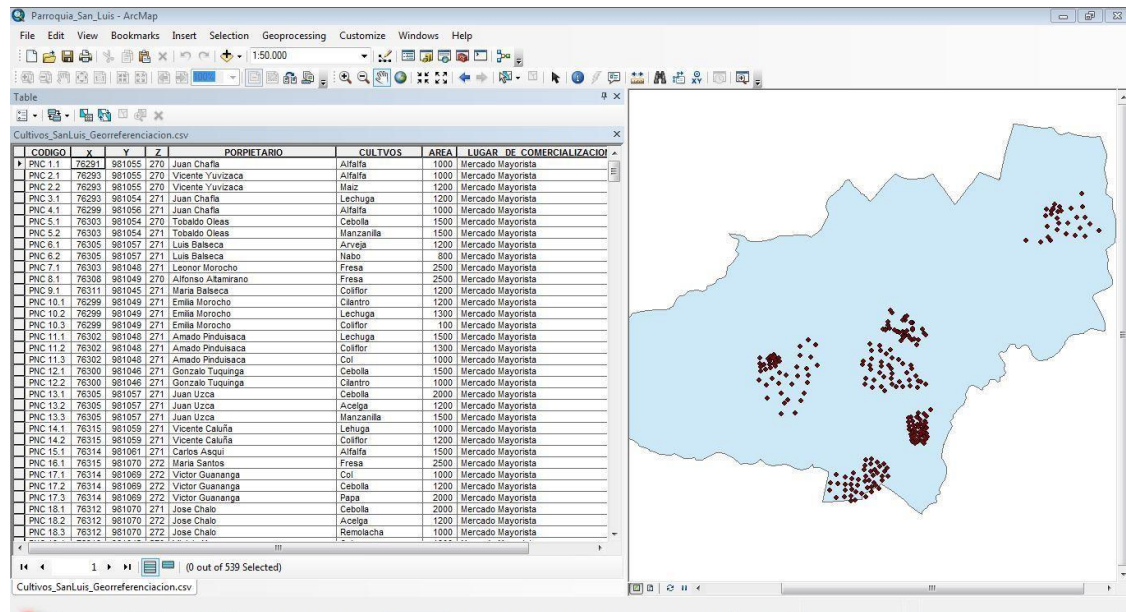 Parroquia_San_Luis - ArcMap
File Edit View Bookmarks Insert Selection Geoprocessing Customize Windows Help
1:50.000
100%
Table
Cultivos_SanLuis_Georreferenciacion.csv
CODIGO X Y Z PORPIETARIO CULTVOS AREA LUGAR DE COMERCIALIZACION
PNC 1.1 76291 981055 270 Juan Chafla Alfalfa 1000 Mercado Mayorista
PNC 2.1 76293 981055 270 Vicente Yuvizaca Alfalfa 1000 Mercado Mayorista
PNC 2.2 76293 981055 270 Vicente Yuvizaca Maiz 1200 Mercado Mayorista
PNC 3.1 76293 981054 271 Juan Chafla Lechuga 1200 Mercado Mayorista
PNC 4.1 76299 981056 271 Juan Chafla Alfalfa 1000 Mercado Mayorista
PNC 5.1 76303 981054 270 Tobaldo Oleas Cebolla 1500 Mercado Mayorista
PNC 5.2 76303 981054 271 Tobaldo Oleas Manzanilla 1500 Mercado Mayorista
PNC 6.1 76305 981057 271 Luis Balseca Arveja 1200 Mercado Mayorista
PNC 6.2 76305 981057 271 Luis Balseca Nabo 800 Mercado Mayorista
PNC 7.1 76303 981048 271 Leonor Morocho Fresa 2500 Mercado Mayorista
PNC 8.1 76308 981049 270 Alfonso Altamirano Fresa 2500 Mercado Mayorista
PNC 9.1 76311 981045 271 Maria Balseca Coliflor 1200 Mercado Mayorista
PNC 10.1 76299 981049 271 Emilia Morocho Cilantro 1200 Mercado Mayorista
PNC 10.2 76299 981049 271 Emilia Morocho Lechuga 1300 Mercado Mayorista
PNC 10.3 76299 981049 271 Emilia Morocho Coliflor 100 Mercado Mayorista
PNC 11.1 76302 981048 271 Amado Pinduisaca Lechuga 1500 Mercado Mayorista
PNC 11.2 76302 981048 271 Amado Pinduisaca Coliflor 1300 Mercado Mayorista
PNC 11.3 76302 981048 271 Amado Pinduisaca Col 1000 Mercado Mayorista
PNC 12.1 76300 981046 271 Gonzalo Tuquinga Cebolla 1500 Mercado Mayorista
PNC 12.2 76300 981046 271 Gonzalo Tuquinga Cilantro 1000 Mercado Mayorista
PNC 13.1 76305 981057 271 Juan Uzca Cebolla 2000 Mercado Mayorista
PNC 13.2 76305 981057 271 Juan Uzca Acelga 1200 Mercado Mayorista
PNC 13.3 76305 981057 271 Juan Uzca Manzanilla 1500 Mercado Mayorista
PNC 14.1 76315 981059 271 Vicente Caluña Lehuga 1000 Mercado Mayorista
PNC 14.2 76315 981059 271 Vicente Caluña Coliflor 1200 Mercado Mayorista
PNC 15.1 76314 981061 271 Carlos Asqui Alfalfa 1500 Mercado Mayorista
PNC 16.1 76315 981070 272 Maria Santos Fresa 2500 Mercado Mayorista
PNC 17.1 76314 981069 272 Victor Guananga Col 1000 Mercado Mayorista
PNC 17.2 76314 981069 272 Victor Guananga Cebolla 1200 Mercado Mayorista
PNC 17.3 76314 981069 272 Victor Guananga Papa 2000 Mercado Mayorista
PNC 18.1 76312 981070 271 Jose Chalo Cebolla 2000 Mercado Mayorista
PNC 18.2 76312 981070 272 Jose Chalo Acelga 1200 Mercado Mayorista
PNC 18.3 76312 981070 272 Jose Chalo Remolacha 1000 Mercado Mayorista
1 (0 out of 539 Selected)
Cultivos_SanLuis_Georreferenciacion.csv